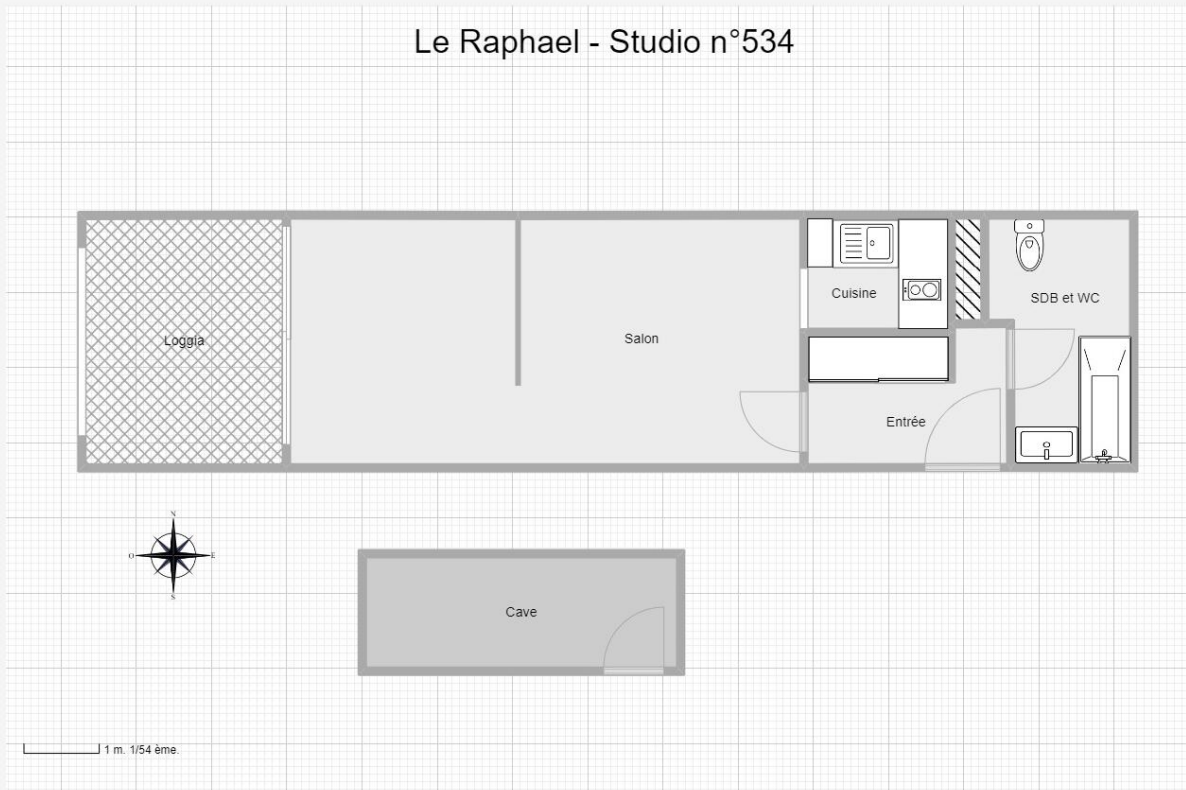 Le Raphael - Studio n°534
Cuisine
SDB et WC
Loggia
Salon
Entrée
N
O
E
S
Cave
1 m. 1/54 ème.